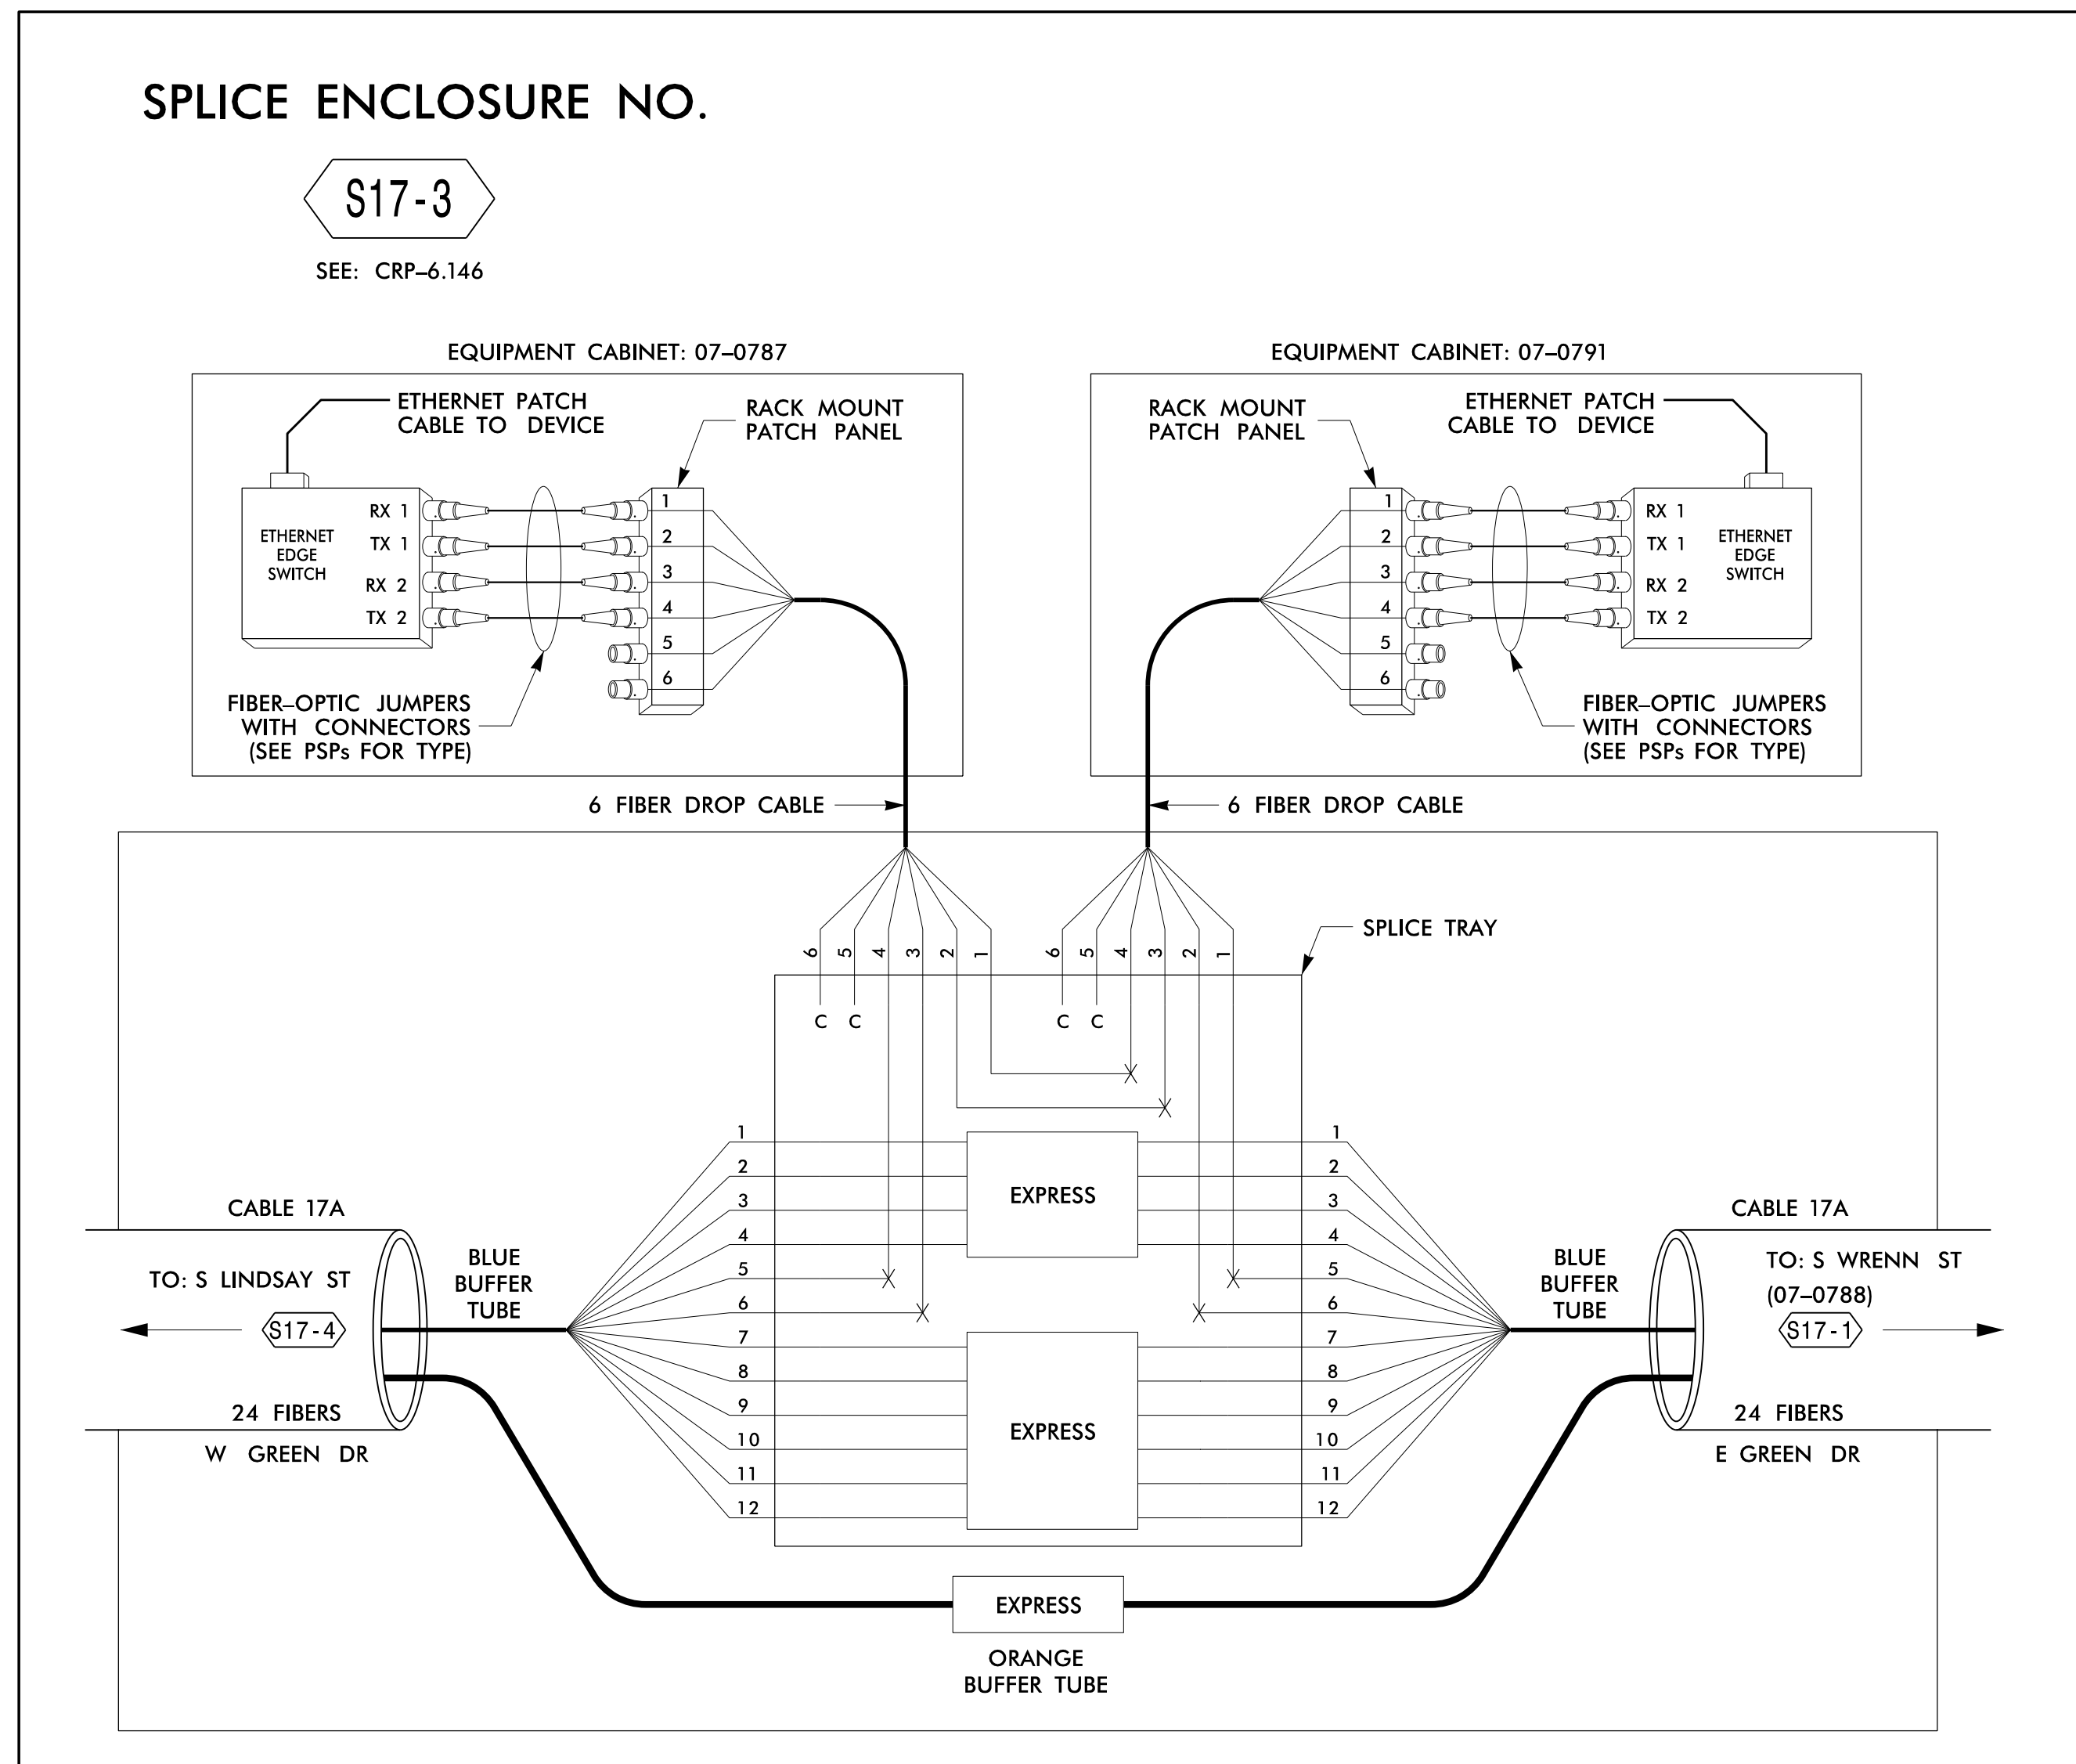 SPLICE ENCLOSURE NO.
S17-3
SEE: CRP–6.146
EQUIPMENT CABINET: 07–0787
ETHERNET PATCH
CABLE TO DEVICE
RACK MOUNT
PATCH PANEL
ETHERNET
EDGE
SWITCH
RX 1
TX 1
RX 2
TX 2
1
2
3
4
5
6
FIBER–OPTIC JUMPERS
WITH CONNECTORS
(SEE PSPs FOR TYPE)
EQUIPMENT CABINET: 07–0791
RACK MOUNT
PATCH PANEL
ETHERNET PATCH
CABLE TO DEVICE
1
2
3
4
5
6
RX 1
TX 1
RX 2
TX 2
ETHERNET
EDGE
SWITCH
FIBER–OPTIC JUMPERS
WITH CONNECTORS
(SEE PSPs FOR TYPE)
6 FIBER DROP CABLE
6 FIBER DROP CABLE
6 5 4 3 2 1
6 5 4 3 2 1
SPLICE TRAY
C C
C C
CABLE 17A
TO: S LINDSAY ST
S17-4
24 FIBERS
W GREEN DR
BLUE
BUFFER
TUBE
1
2
3
4
5
6
7
8
9
10
11
12
EXPRESS
EXPRESS
1
2
3
4
5
6
7
8
9
10
11
12
BLUE
BUFFER
TUBE
CABLE 17A
TO: S WRENN ST
(07–0788)
S17-1
24 FIBERS
E GREEN DR
EXPRESS
ORANGE
BUFFER TUBE